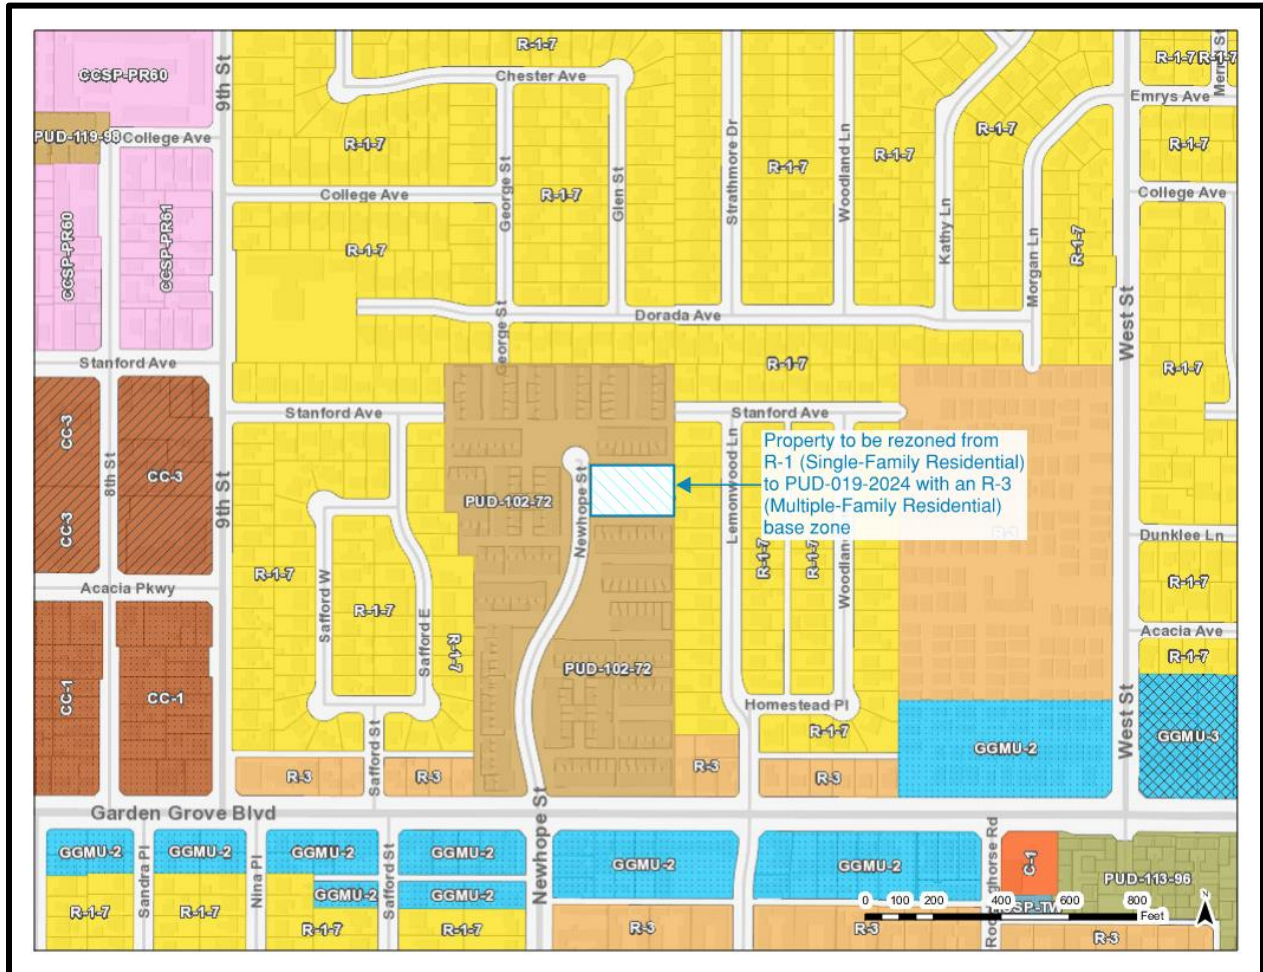 R-1-7
R-1-7
R-1-7
Merril St
CCSP-PR60
9th St
Chester Ave
Emrys Ave
PUD-119-98
College Ave
R-1-7
Strathmore Dr
R-1-7
Woodland Ln
R-1-7
R-1-7
R-1-7
CCSP-PR60
CCSP-PR61
College Ave
George St
R-1-7
Glen St
Kathy Ln
Morgan Ln
R-1-7
College Ave
R-1-7
Dorada Ave
George St
West St
Stanford Ave
R-1-7
R-1-7
Stanford Ave
Stanford Ave
CC-3
8th St
CC-3
9th St
Lemonwood Ln
Property to be rezoned from
R-1 (Single-Family Residential)
to PUD-019-2024 with an R-3
(Multiple-Family Residential)
base zone
PUD-102-72
Newhope St
CC-3
Dunklee Ln
R-1-7
R-1-7
R-1-7
Woodland
Acacia Pkwy
R-1-7
Safford W
R-1-7
Safford E
R-1-7
R-1-7
Acacia Ave
R-1-7
CC-1
CC-1
PUD-102-72
Homestead Pl
R-1-7
West St
GGMU-2
GGMU-3
R-3
Safford St
R-3
R-3
R-3
Garden Grove Blvd
Newhope St
GGMU-2
Sandra Pl
GGMU-2
Nina Pl
GGMU-2
Safford St
GGMU-2
GGMU-2
GGMU-2
C-1
PUD-113-96
GGMU-2
GGMU-2
R-1-7
R-1-7
R-1-7
R-1-7
R-3
R-3
R-3
0 100 200 400 600 800
Feet